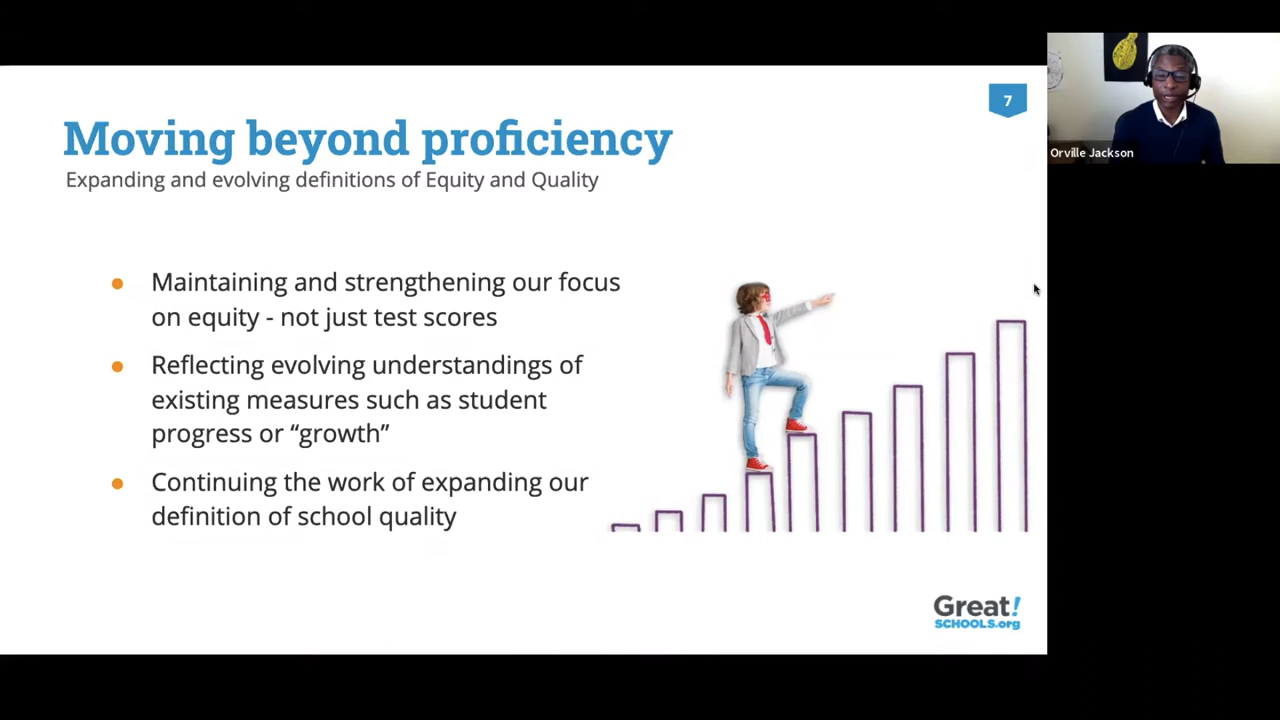 7
Moving beyond proficiency
Expanding and evolving definitions of Equity and Quality
Maintaining and strengthening our focus
on equity - not just test scores
Reflecting evolving understandings of
existing measures such as student
progress or “growth”
Continuing the work of expanding our
definition of school quality
Great!
SCHOOLS.org
Orville Jackson